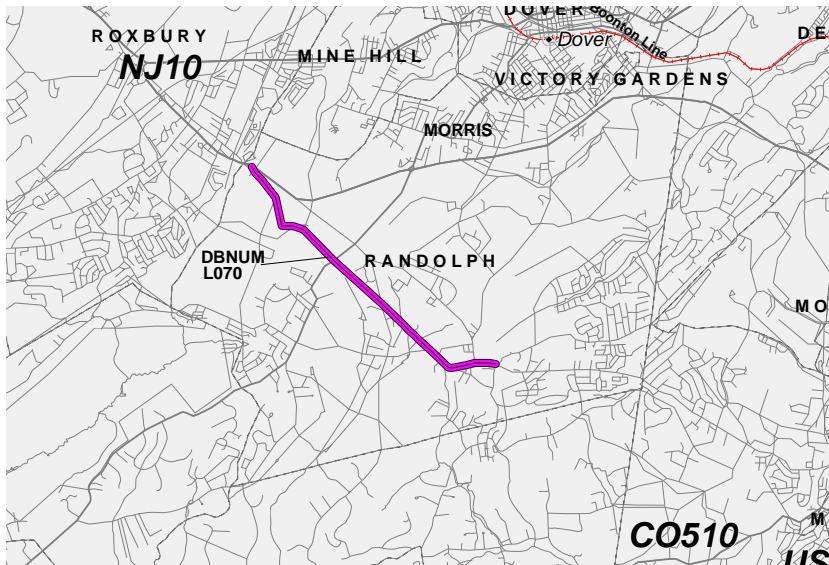 DOVER
Boonton Line
ROXBURY
Dover
DE
NJ10
MINE HILL
VICTORY GARDENS
MORRIS
DBNUM
L070
RANDOLPH
MO
M
CO510
US